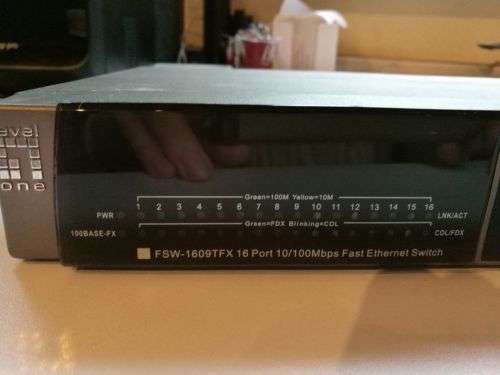 level
one
Green=100M Yellow=10M
1 2 3 4 5 6 7 8 9 10 11 12 13 14 15 16
PWR LNK/ACT
Green=FDX Blinking=COL
100BASE-FX COL/FDX
FSW-1609TFX 16 Port 10/100Mbps Fast Ethernet Switch